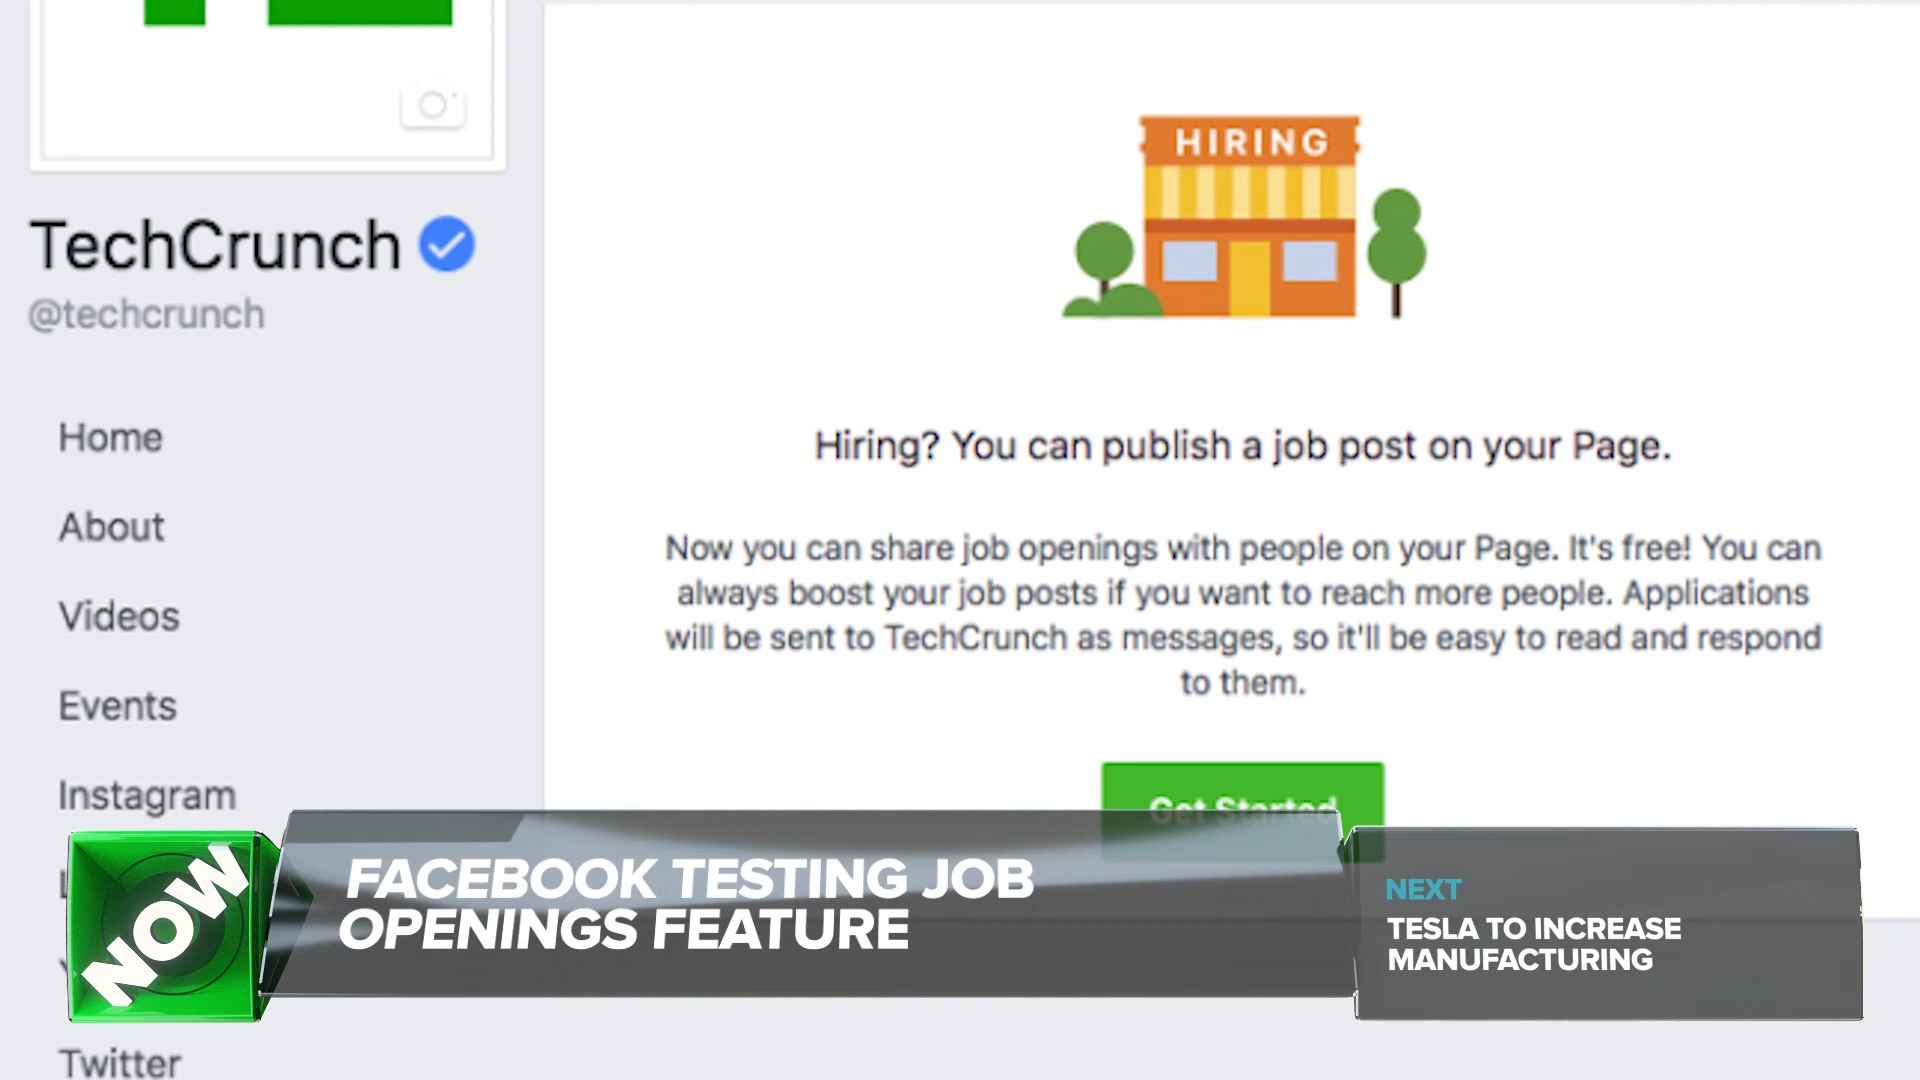 HIRING
TechCrunch
@techcrunch
Home
About
Videos
Events
Instagram
Twitter
Hiring? You can publish a job post on your Page.
Now you can share job openings with people on your Page. It's free! You can
always boost your job posts if you want to reach more people. Applications
will be sent to TechCrunch as messages, so it'll be easy to read and respond
to them.
Get Started
NOW
FACEBOOK TESTING JOB
OPENINGS FEATURE
NEXT
TESLA TO INCREASE
MANUFACTURING